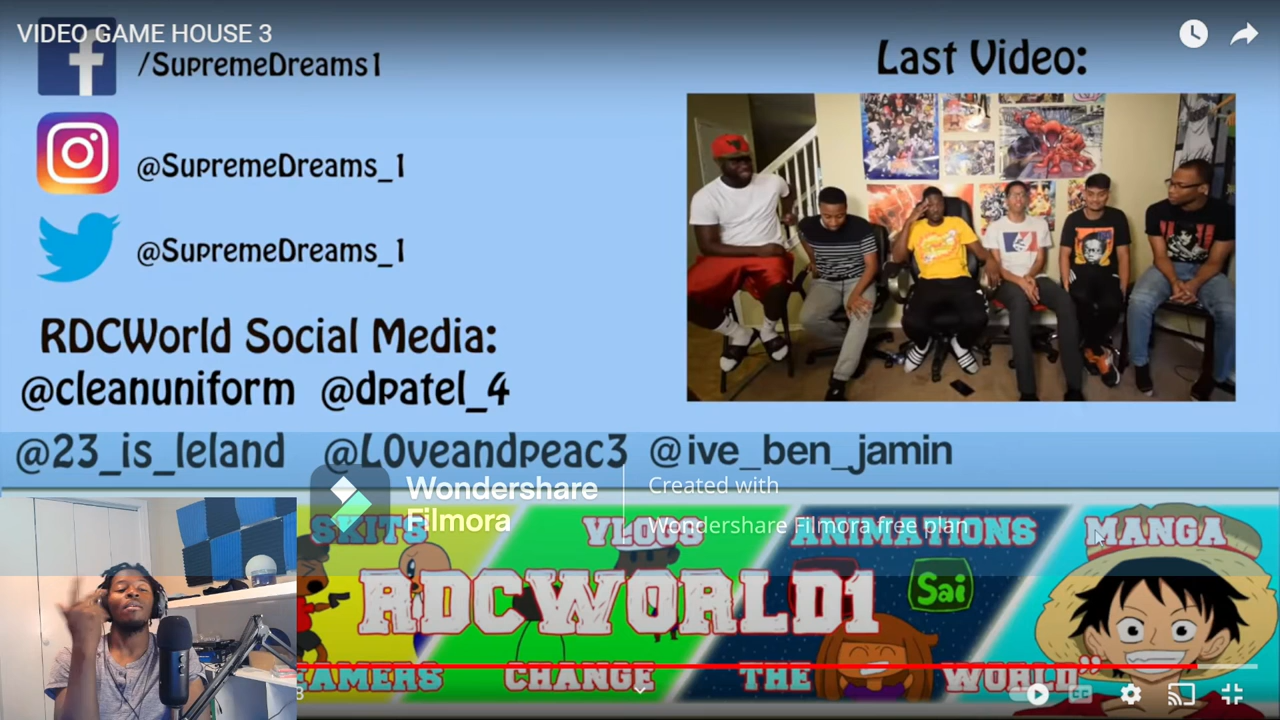 VIDEO GAME HOUSE 3
/SupremeDreams1
Last Video:
@SupremeDreams_1
@SupremeDreams_1
RDCWorld Social Media:
@cleanuniform @dpatel_4
@23_is_leland @L0veandpeac3 @ive_ben_jamin
Wondershare
Filmora
Created with
Wondershare Filmora free plan
SKITS VLOGS ANIMATIONS MANGA
RDCWORLD1
Sai
CHANGE THE WORLD
CC